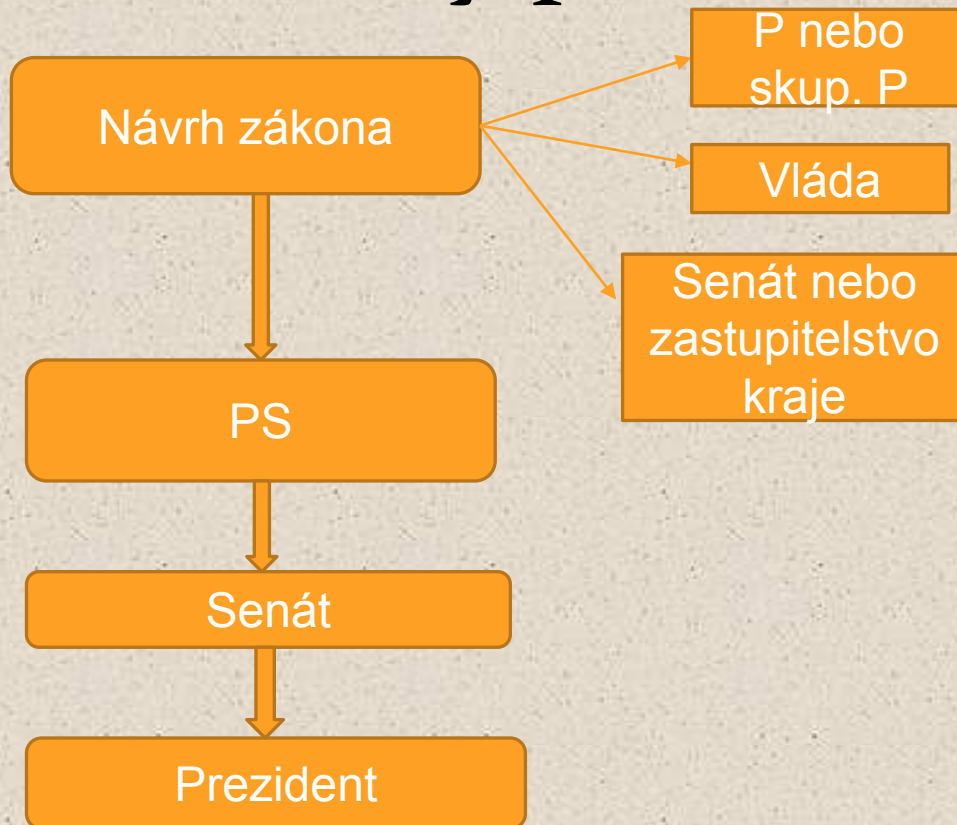 P nebo
skup. P
Návrh zákona
Vláda
Senát nebo
zastupitelstvo
kraje
PS
Senát
Prezident